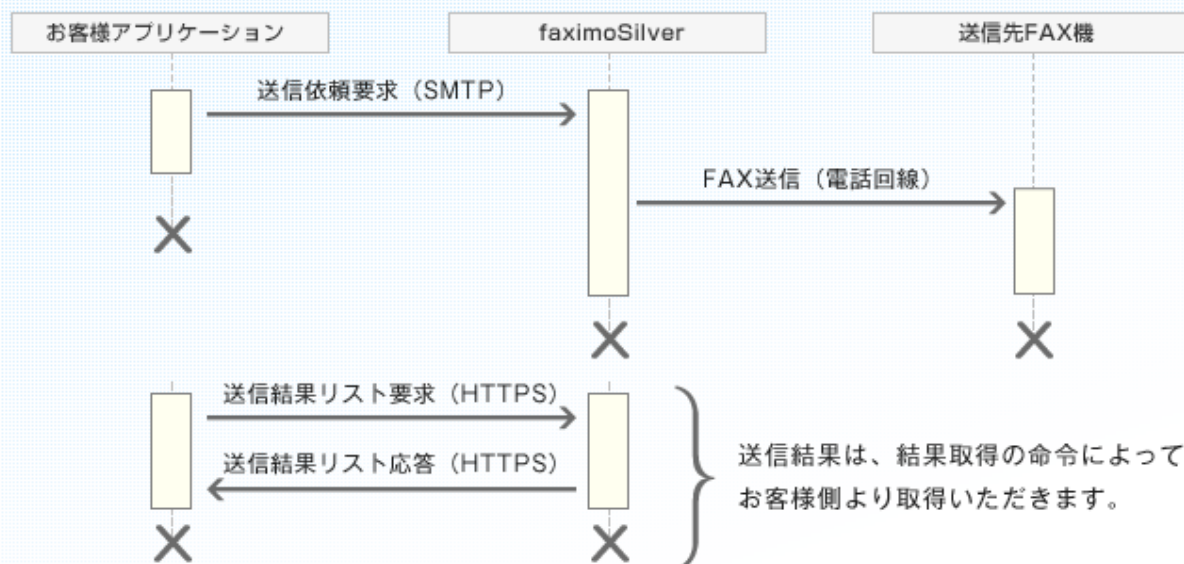 お客様アプリケーション
faximoSilver
送信先FAX機
送信依頼要求（SMTP）
FAX送信（電話回線）
送信結果リスト要求（HTTPS）
送信結果リスト応答（HTTPS）
送信結果は、結果取得の命令によって
お客様側より取得いただきます。